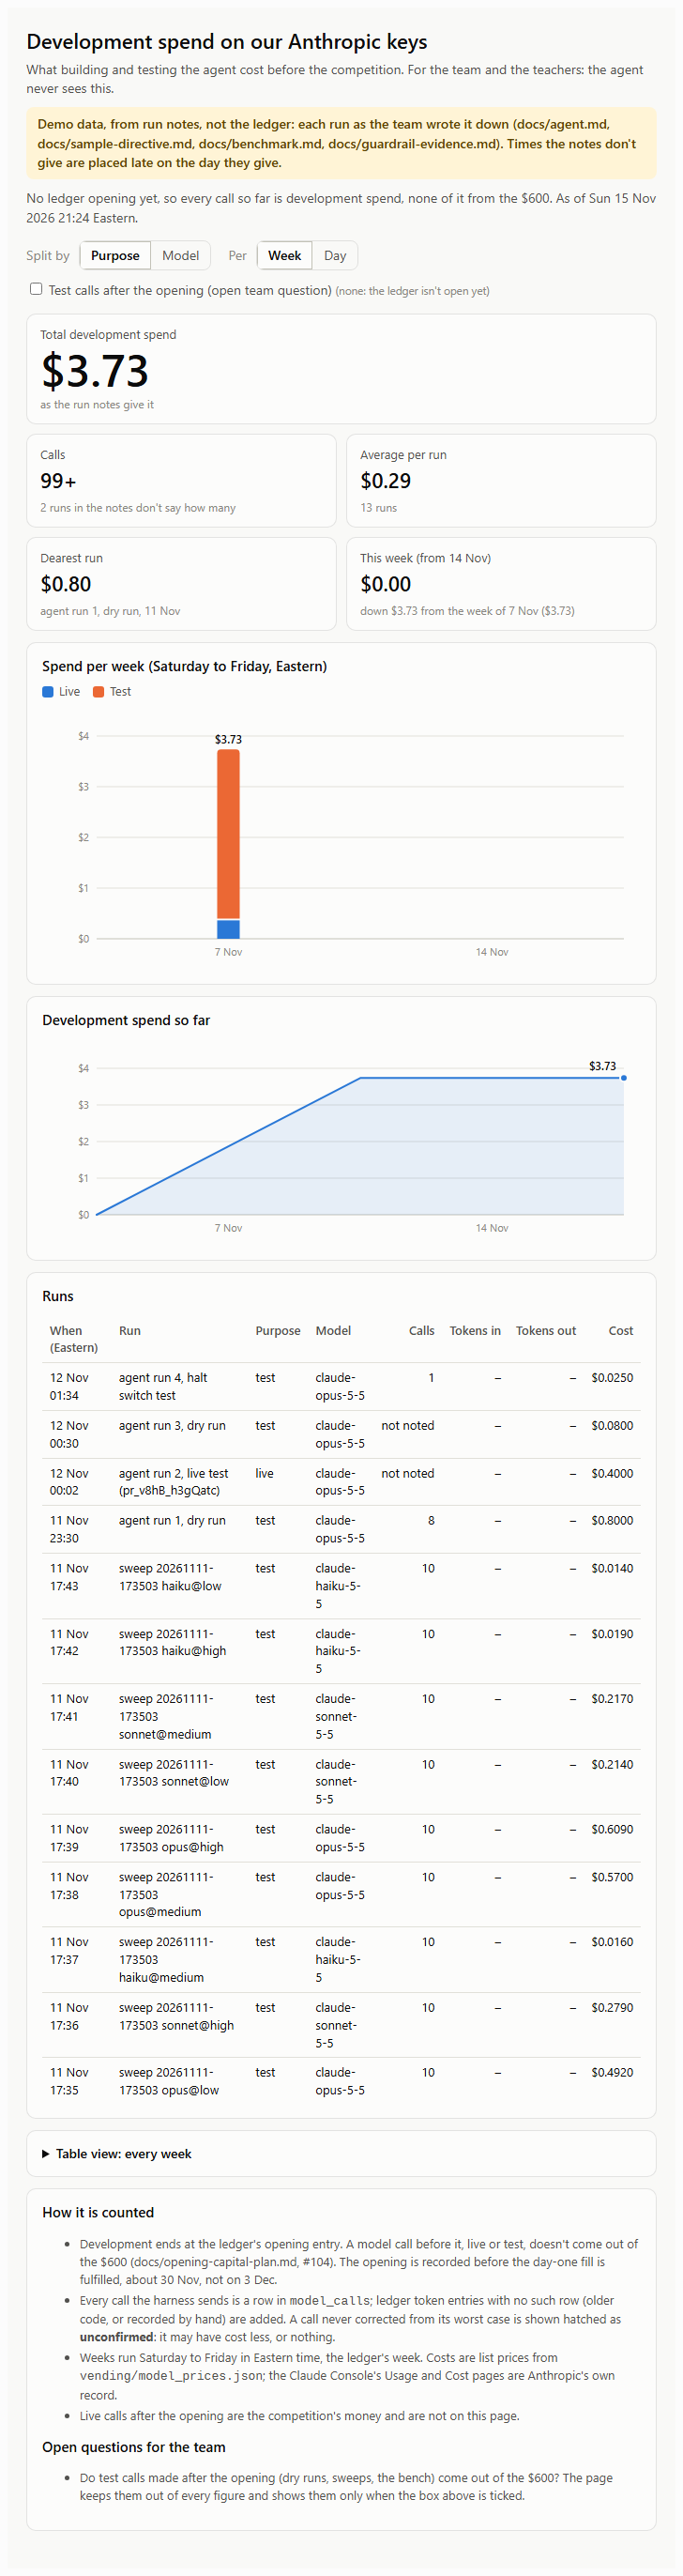 Development spend on our Anthropic keys
What building and testing the agent cost before the competition. For the team and the teachers: the agent
never sees this.
Demo data, from run notes, not the ledger: each run as the team wrote it down (docs/agent.md,
docs/sample-directive.md, docs/benchmark.md, docs/guardrail-evidence.md). Times the notes don't
give are placed late on the day they give.
No ledger opening yet, so every call so far is development spend, none of it from the $600. As of Sun 15 Nov
2026 21:24 Eastern.
Split by Purpose Model Per Week Day
Test calls after the opening (open team question) (none: the ledger isn't open yet)
Total development spend
$3.73
as the run notes give it
Calls
99+
2 runs in the notes don't say how many
Average per run
$0.29
13 runs
Dearest run
$0.80
agent run 1, dry run, 11 Nov
This week (from 14 Nov)
$0.00
down $3.73 from the week of 7 Nov ($3.73)
Spend per week (Saturday to Friday, Eastern)
Live Test
$3.73
$4
$3
$2
$1
$0
7 Nov 14 Nov
Development spend so far
$3.73
$4
$3
$2
$1
$0
7 Nov 14 Nov
Runs
When Run Purpose Model Calls Tokens in Tokens out Cost
(Eastern)
12 Nov agent run 4, halt test claude- 1 – – $0.0250
01:34 switch test opus-5-5
12 Nov agent run 3, dry run test claude- not noted – – $0.0800
00:30 opus-5-5
12 Nov agent run 2, live test live claude- not noted – – $0.4000
00:02 (pr_v8hB_h3gQatc) opus-5-5
11 Nov agent run 1, dry run test claude- 8 – – $0.8000
23:30 opus-5-5
11 Nov sweep 20261111- test claude- 10 – – $0.0140
17:43 173503 haiku@low haiku-5-
5
11 Nov sweep 20261111- test claude- 10 – – $0.0190
17:42 173503 haiku@high haiku-5-
5
11 Nov sweep 20261111- test claude- 10 – – $0.2170
17:41 173503 sonnet-
sonnet@medium 5-5
11 Nov sweep 20261111- test claude- 10 – – $0.2140
17:40 173503 sonnet@low sonnet-
5-5
11 Nov sweep 20261111- test claude- 10 – – $0.6090
17:39 173503 opus@high opus-5-5
11 Nov sweep 20261111- test claude- 10 – – $0.5700
17:38 173503 opus-5-5
opus@medium
11 Nov sweep 20261111- test claude- 10 – – $0.0160
17:37 173503 haiku-5-
haiku@medium 5
11 Nov sweep 20261111- test claude- 10 – – $0.2790
17:36 173503 sonnet@high sonnet-
5-5
11 Nov sweep 20261111- test claude- 10 – – $0.4920
17:35 173503 opus@low opus-5-5
Table view: every week
How it is counted
Development ends at the ledger's opening entry. A model call before it, live or test, doesn't come out of
the $600 (docs/opening-capital-plan.md, #104). The opening is recorded before the day-one fill is
fulfilled, about 30 Nov, not on 3 Dec.
Every call the harness sends is a row in model_calls; ledger token entries with no such row (older
code, or recorded by hand) are added. A call never corrected from its worst case is shown hatched as
unconfirmed: it may have cost less, or nothing.
Weeks run Saturday to Friday in Eastern time, the ledger's week. Costs are list prices from
vending/model_prices.json; the Claude Console's Usage and Cost pages are Anthropic's own
record.
Live calls after the opening are the competition's money and are not on this page.
Open questions for the team
Do test calls made after the opening (dry runs, sweeps, the bench) come out of the $600? The page
keeps them out of every figure and shows them only when the box above is ticked.